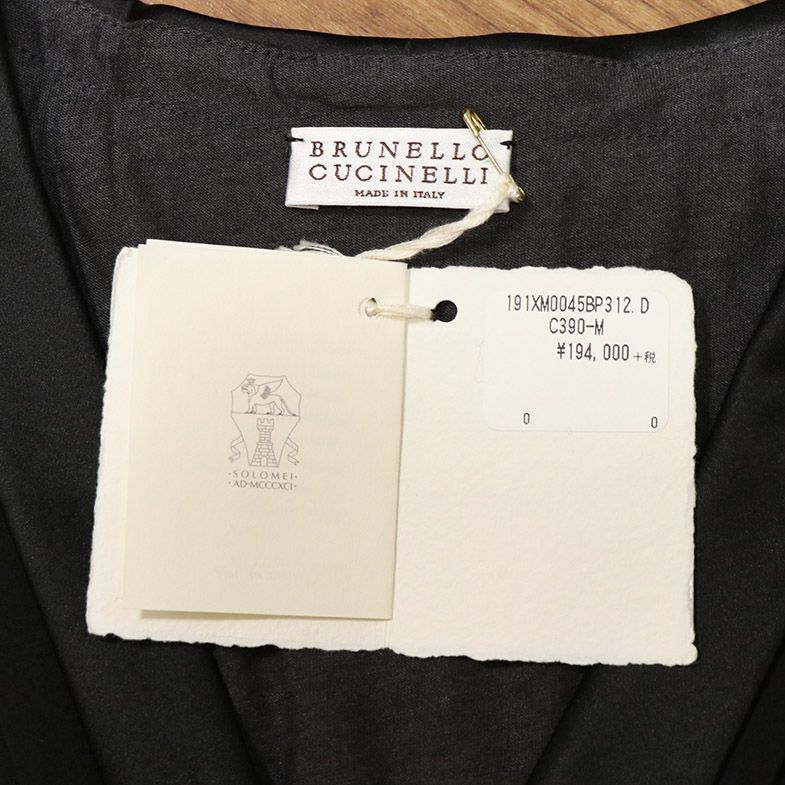 BRUNELLO
CUCINELLI
MADE IN ITALY
191XM0045BP312.D
C390-M
¥194,000 +税
0 0
·SOLOMEI·
·AD·MCCCXCI·